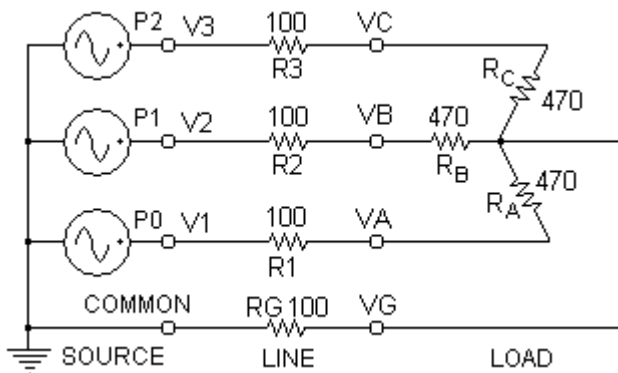 P2 V3 100 VC
R3 RC 470
P1 V2 100 VB 470
R2 RB 470
P0 V1 100 VA RA
R1
COMMON RG 100 VG
SOURCE LINE LOAD